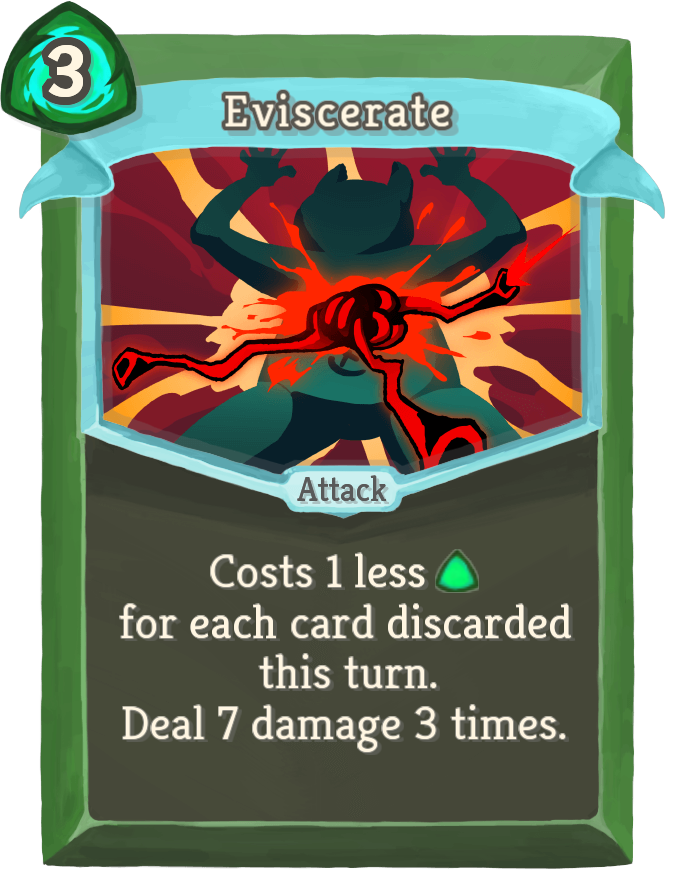 3
Eviscerate
Attack
Costs 1 less
for each card discarded
this turn.
Deal 7 damage 3 times.